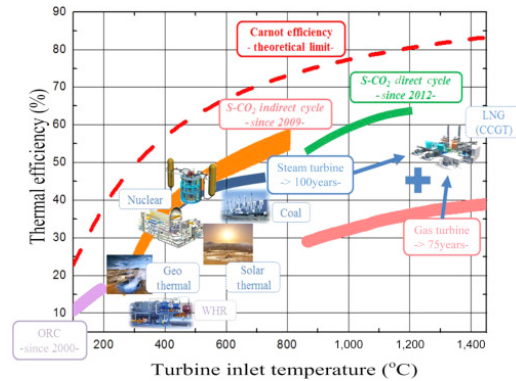 90
80
70
60
50
40
30
20
10
0
Thermal efficiency (%)
Carnot efficiency
- theoretical limit-
S-CO₂ indirect cycle
-since 2009-
S-CO₂ direct cycle
-since 2012-
LNG
(CCGT)
Steam turbine
-> 100years-
Nuclear
Coal
Gas turbine
-> 75years-
Geo
thermal
Solar
thermal
WHR
ORC
-since 2000-
200
400
600
800
1,000
1,200
1,400
Turbine inlet temperature (°C)